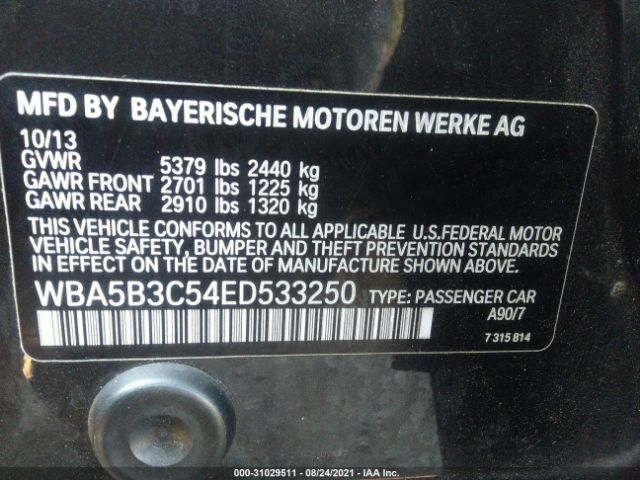 MFD BY BAYERISCHE MOTOREN WERKE AG
10/13
GVWR 5379 lbs 2440 kg
GAWR FRONT 2701 lbs 1225 kg
GAWR REAR 2910 lbs 1320 kg
THIS VEHICLE CONFORMS TO ALL APPLICABLE U.S.FEDERAL MOTOR
VEHICLE SAFETY, BUMPER AND THEFT PREVENTION STANDARDS
IN EFFECT ON THE DATE OF MANUFACTURE SHOWN ABOVE.
WBA5B3C54ED533250 TYPE: PASSENGER CAR
A90/7
7 315 814
000-31029511 - 08/24/2021 - IAA Inc.